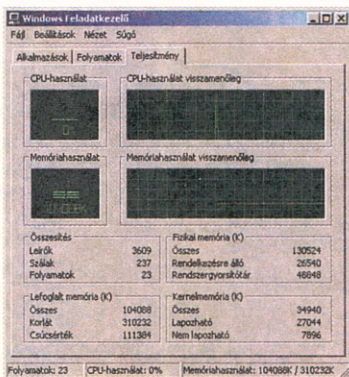 Windows Feladatkezelő
Fájl Beállítások Nézet Súgó
Alkalmazások Folyamatok Teljesítmény
CPU-használat
CPU-használat visszamenőleg
Memóriahasználat
Memóriahasználat visszamenőleg
Összesítés
Leírók 3609
Szálak 237
Folyamatok 23
Fizikai memória (K)
Összes 130524
Rendelkezésre álló 26540
Rendszergyorsítótár 48848
Lefoglalt memória (K)
Összes 104088
Korlát 310232
Csúcsérték 111384
Kernelmemória (K)
Összes 34940
Lapozható 27044
Nem lapozható 7896
Folyamatok: 23 CPU-használat: 0% Memóriahasználat: 104088K / 310232K